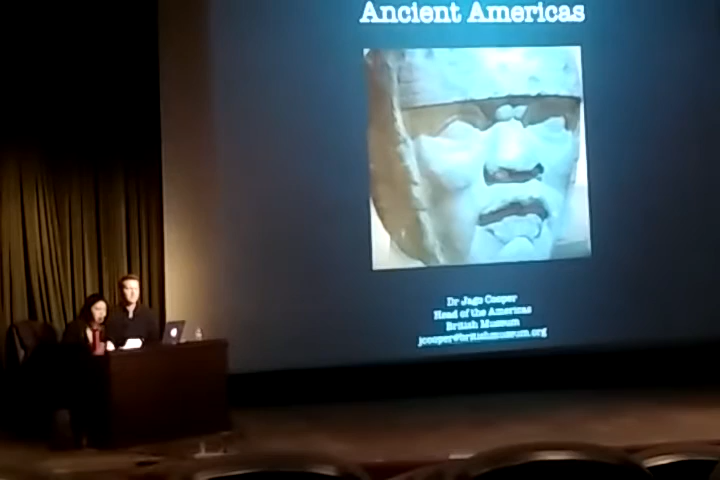 Ancient Americas
Dr Jago Cooper
Head of the Americas
British Museum
jcooper@britishmuseum.org